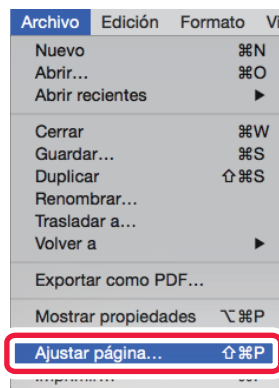 Archivo Edición Formato
Nuevo ⌘N
Abrir... ⌘O
Abrir recientes ▶
Cerrar ⌘W
Guardar... ⌘S
Duplicar ⇧⌘S
Renombrar...
Trasladar a...
Volver a ▶
Exportar como PDF...
Mostrar propiedades ⌥⌘P
Ajustar página... ⇧⌘P